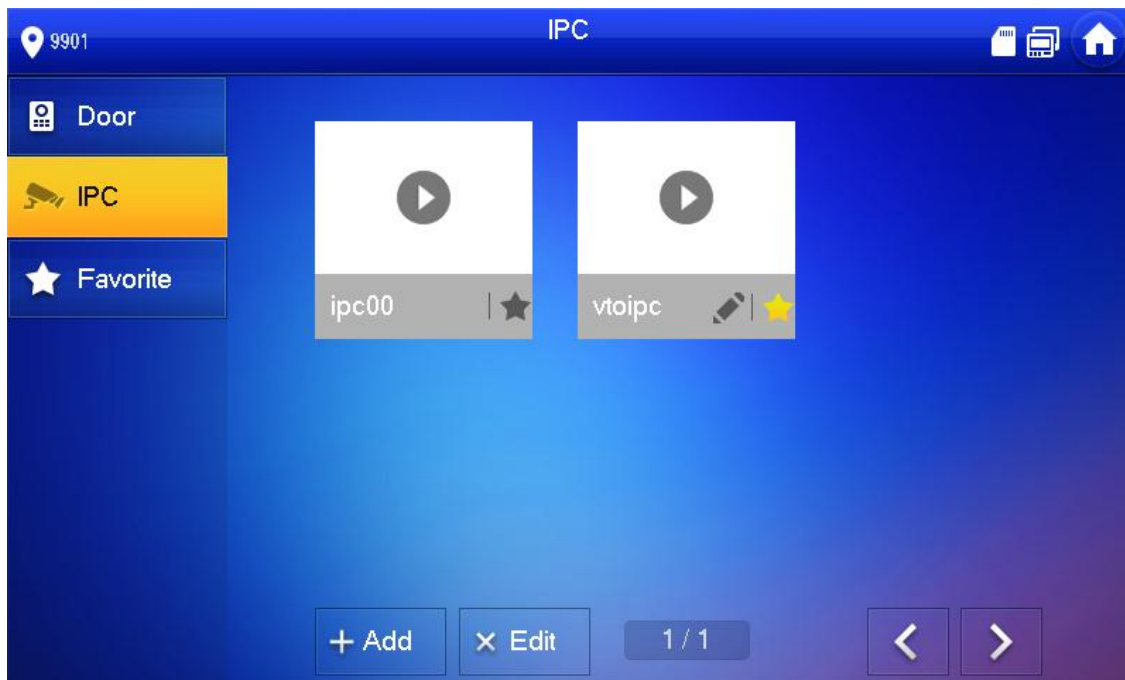 9901
IPC
Door
IPC
Favorite
ipc00
vtoipc
+ Add
× Edit
1 / 1